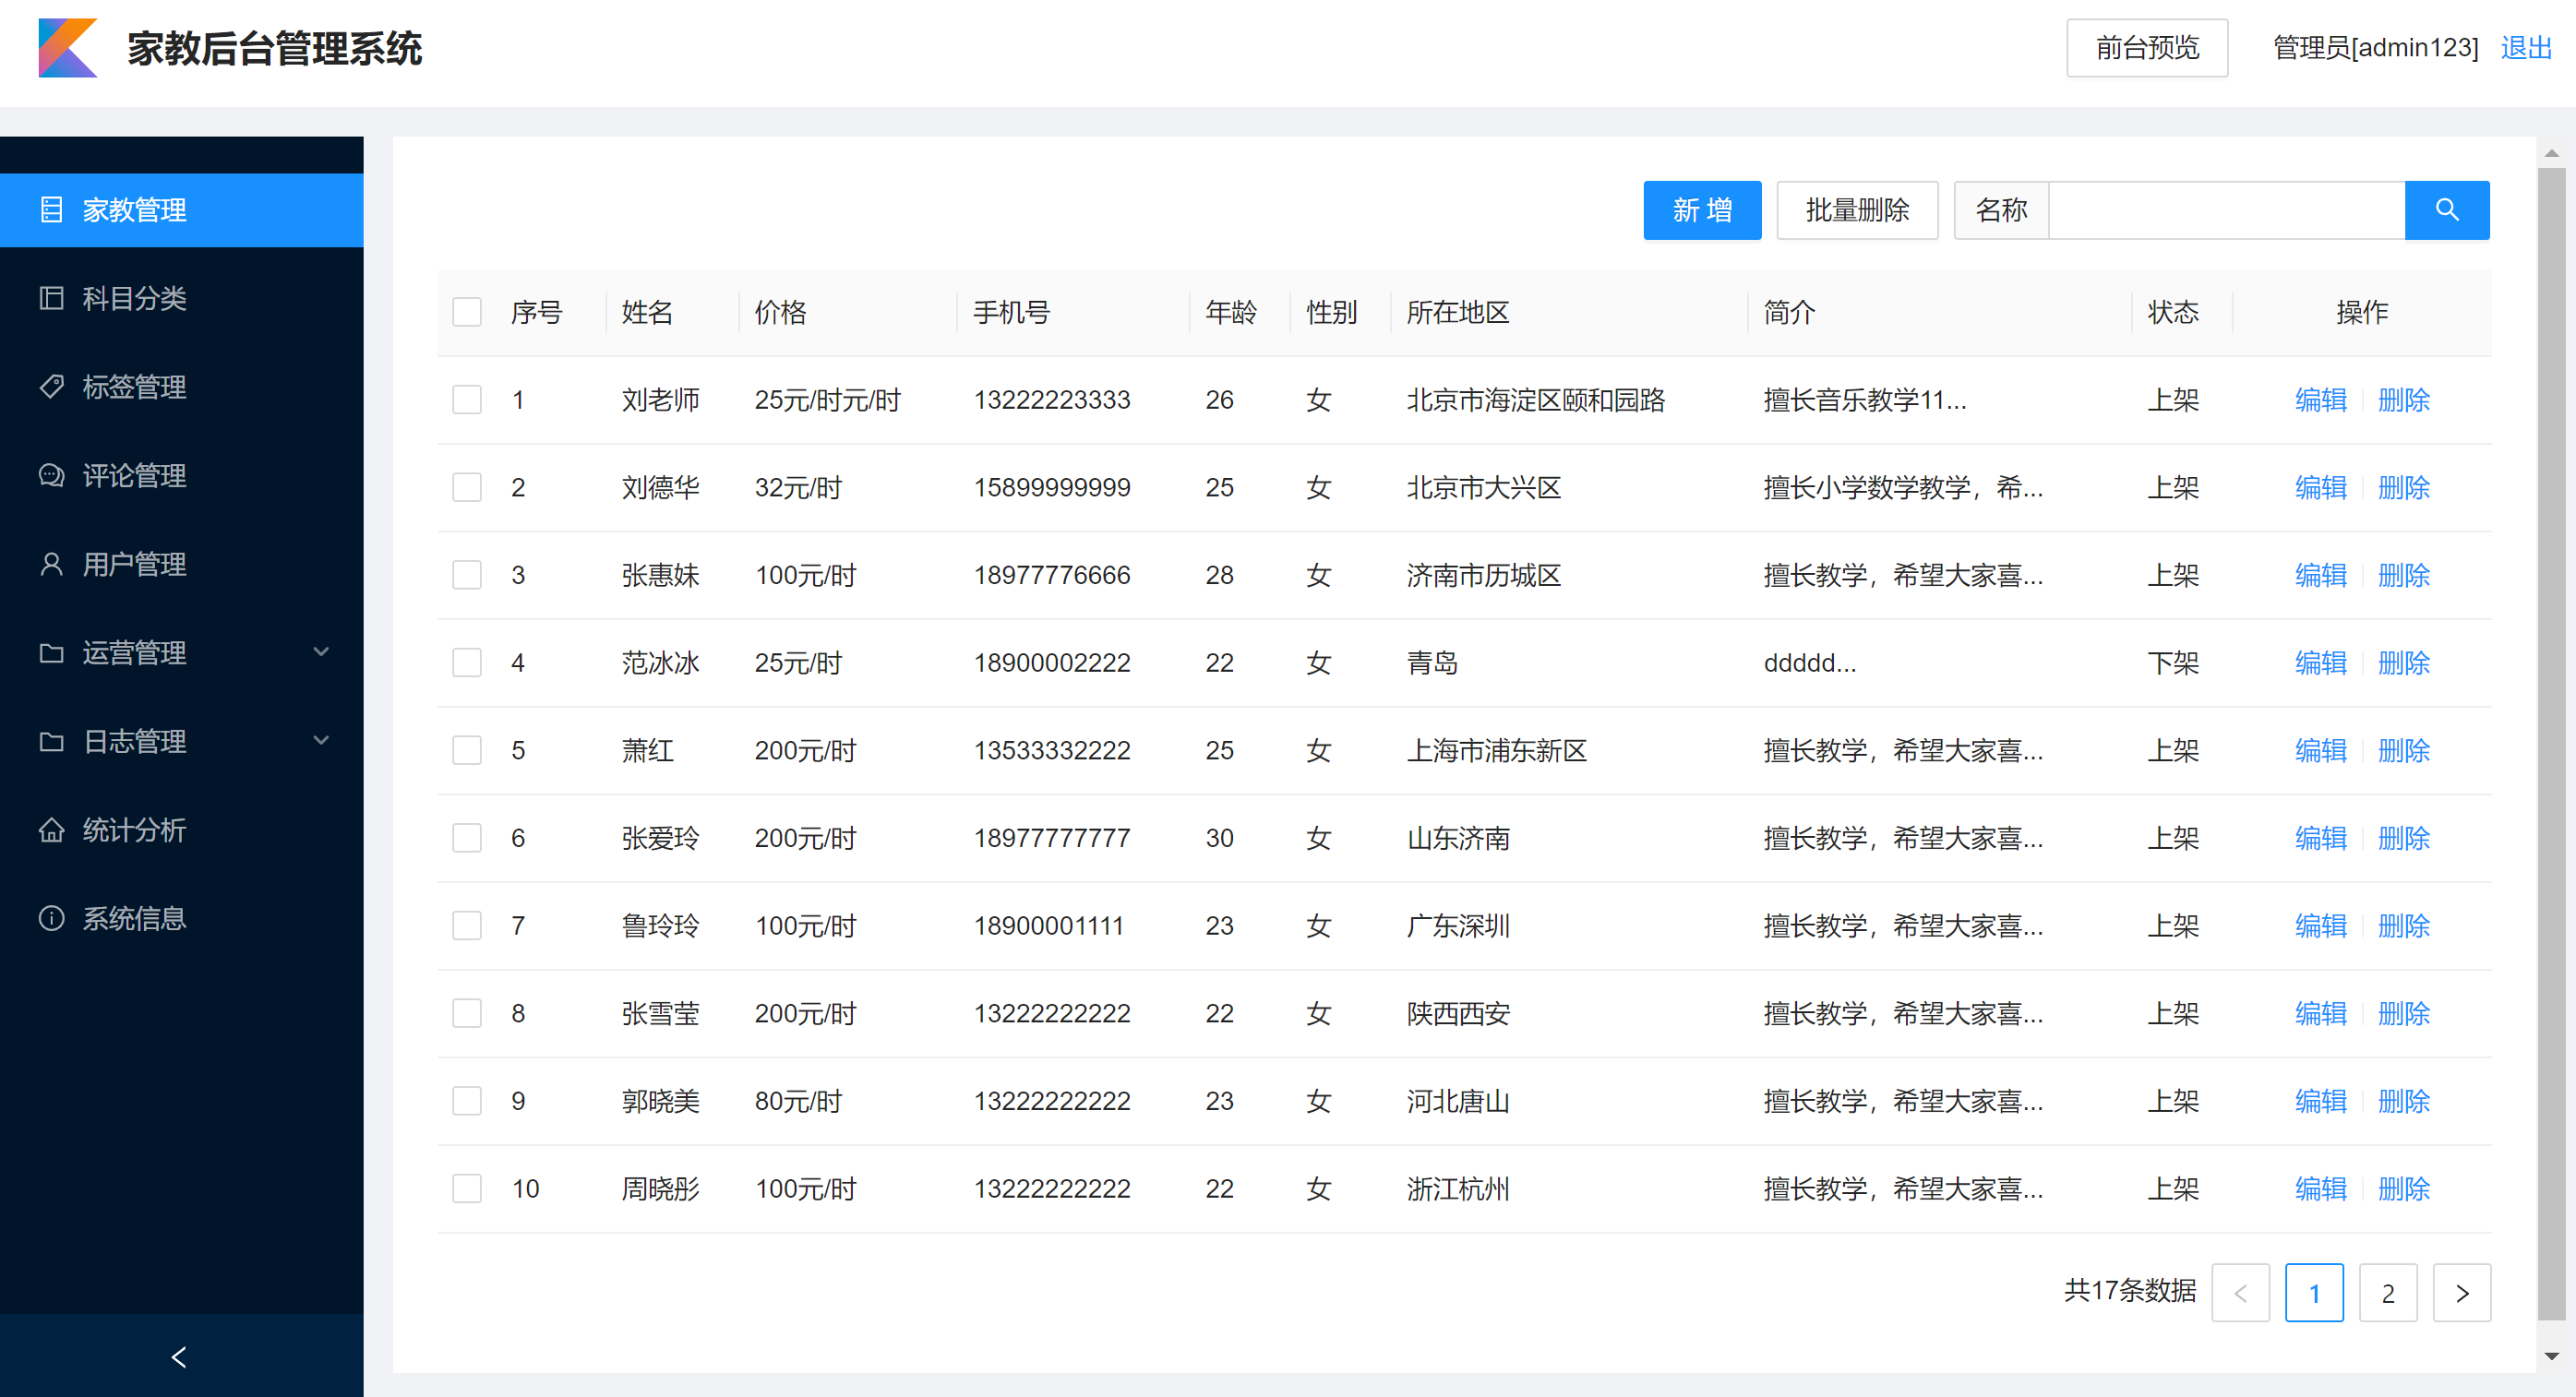 家教后台管理系统
前台预览 管理员[admin123] 退出
家教管理
科目分类
标签管理
评论管理
用户管理
运营管理
日志管理
统计分析
系统信息
新 增 批量删除 名称
序号 姓名 价格 手机号 年龄 性别 所在地区 简介 状态 操作
1 刘老师 25元/时元/时 13222223333 26 女 北京市海淀区颐和园路 擅长音乐教学11... 上架 编辑 删除
2 刘德华 32元/时 15899999999 25 女 北京市大兴区 擅长小学数学教学，希... 上架 编辑 删除
3 张惠妹 100元/时 18977776666 28 女 济南市历城区 擅长教学，希望大家喜... 上架 编辑 删除
4 范冰冰 25元/时 18900002222 22 女 青岛 ddddd... 下架 编辑 删除
5 萧红 200元/时 13533332222 25 女 上海市浦东新区 擅长教学，希望大家喜... 上架 编辑 删除
6 张爱玲 200元/时 18977777777 30 女 山东济南 擅长教学，希望大家喜... 上架 编辑 删除
7 鲁玲玲 100元/时 18900001111 23 女 广东深圳 擅长教学，希望大家喜... 上架 编辑 删除
8 张雪莹 200元/时 13222222222 22 女 陕西西安 擅长教学，希望大家喜... 上架 编辑 删除
9 郭晓美 80元/时 13222222222 23 女 河北唐山 擅长教学，希望大家喜... 上架 编辑 删除
10 周晓彤 100元/时 13222222222 22 女 浙江杭州 擅长教学，希望大家喜... 上架 编辑 删除
共17条数据 1 2